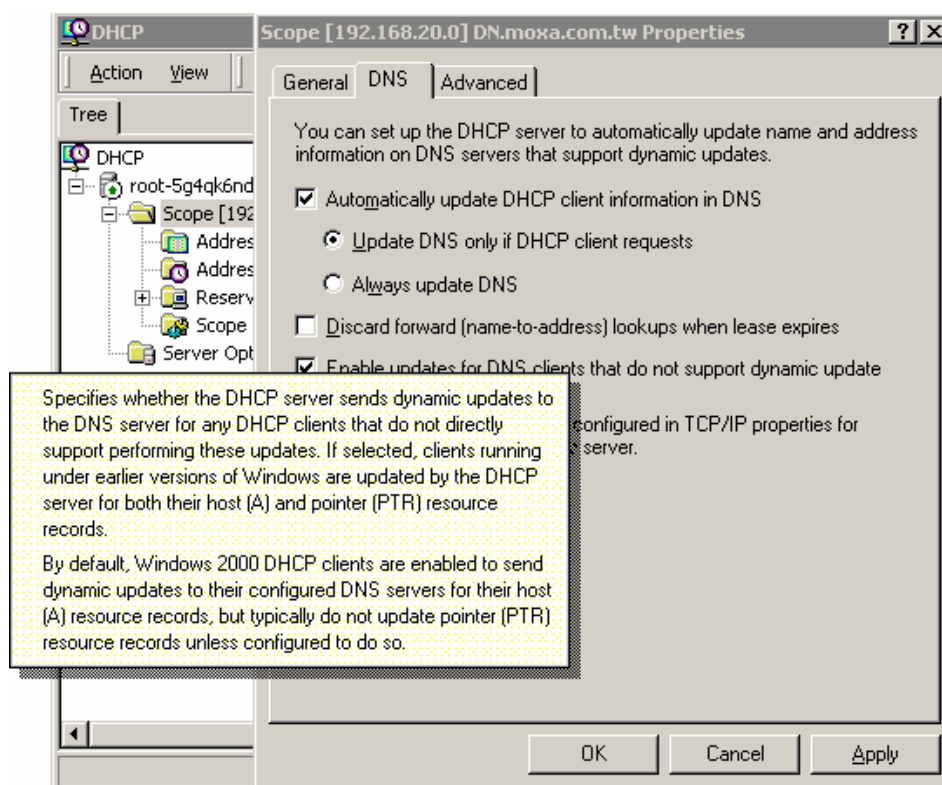 DHCP
Scope [192.168.20.0] DN.moxa.com.tw Properties
Action View
Tree
DHCP
root-5g4qk6nd
Scope [192
Addres
Addres
Reserv
Scope
Server Opt
General DNS Advanced
You can set up the DHCP server to automatically update name and address
information on DNS servers that support dynamic updates.
Automatically update DHCP client information in DNS
Update DNS only if DHCP client requests
Always update DNS
Discard forward (name-to-address) lookups when lease expires
Enable updates for DNS clients that do not support dynamic update
configured in TCP/IP properties for
server.
Specifies whether the DHCP server sends dynamic updates to
the DNS server for any DHCP clients that do not directly
support performing these updates. If selected, clients running
under earlier versions of Windows are updated by the DHCP
server for both their host (A) and pointer (PTR) resource
records.
By default, Windows 2000 DHCP clients are enabled to send
dynamic updates to their configured DNS servers for their host
(A) resource records, but typically do not update pointer (PTR)
resource records unless configured to do so.
OK Cancel Apply